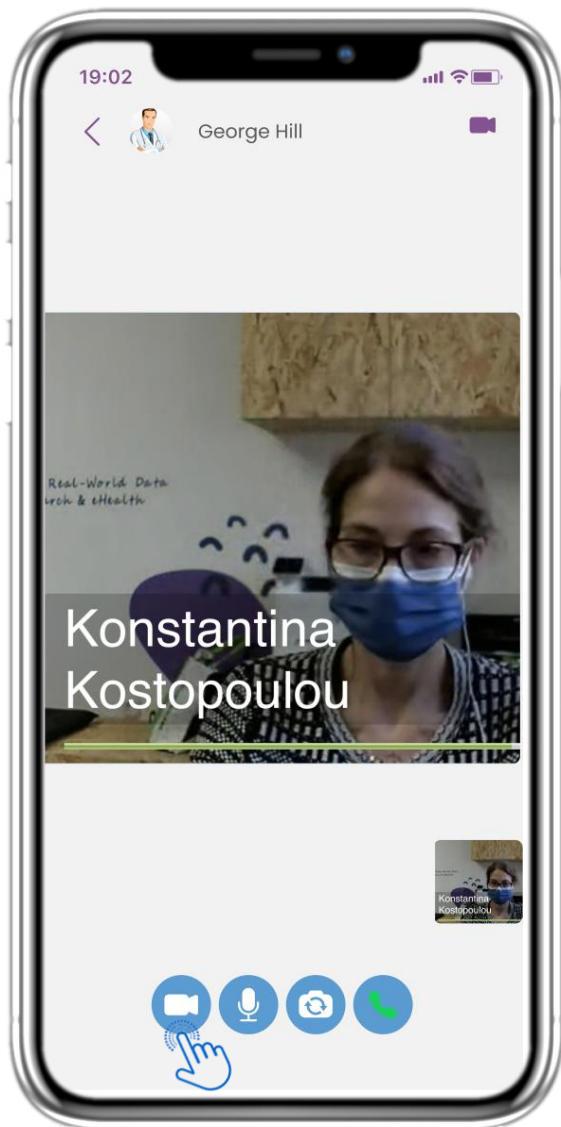 19:02
George Hill
Real-World Data
rch & eHealth
Konstantina
Kostopoulou
Konstantina
Kostopoulou